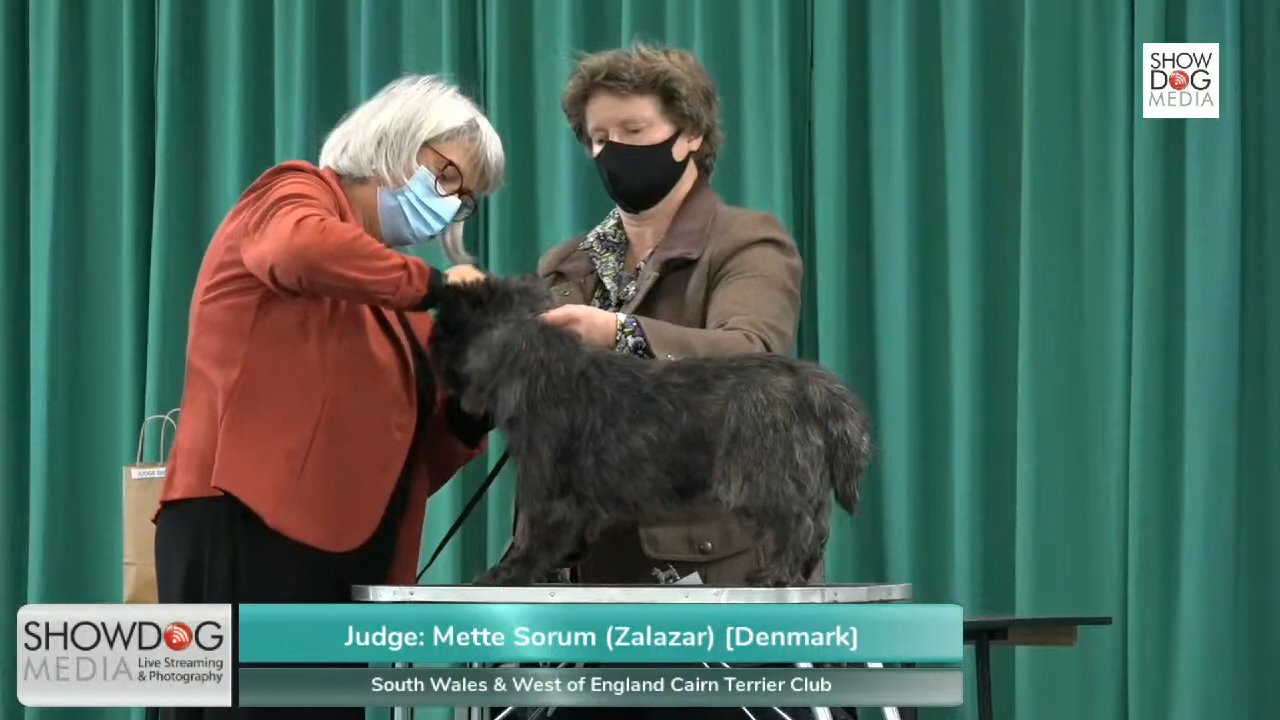 SHOW
DOG
MEDIA
JUDGE
SHOWDOG
MEDIA Live Streaming
& Photography
Judge: Mette Sorum (Zalazar) [Denmark]
South Wales & West of England Cairn Terrier Club